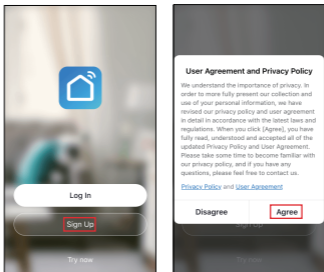 Log In
Sign Up
Try now
User Agreement and Privacy Policy
We understand the importance of privacy. In
order to more fully present our collection and
use of your personal information, we have
revised our privacy policy and user agreement
in detail in accordance with the latest laws and
regulations. When you click [Agree], you have
fully read, understood and accepted all of the
updated Privacy Policy and User Agreement.
Please take some time to become familiar with
our privacy policy, and if you have any
questions, please feel free to contact us.
Privacy Policy and User Agreement
Disagree Agree
Sign Up
Try now